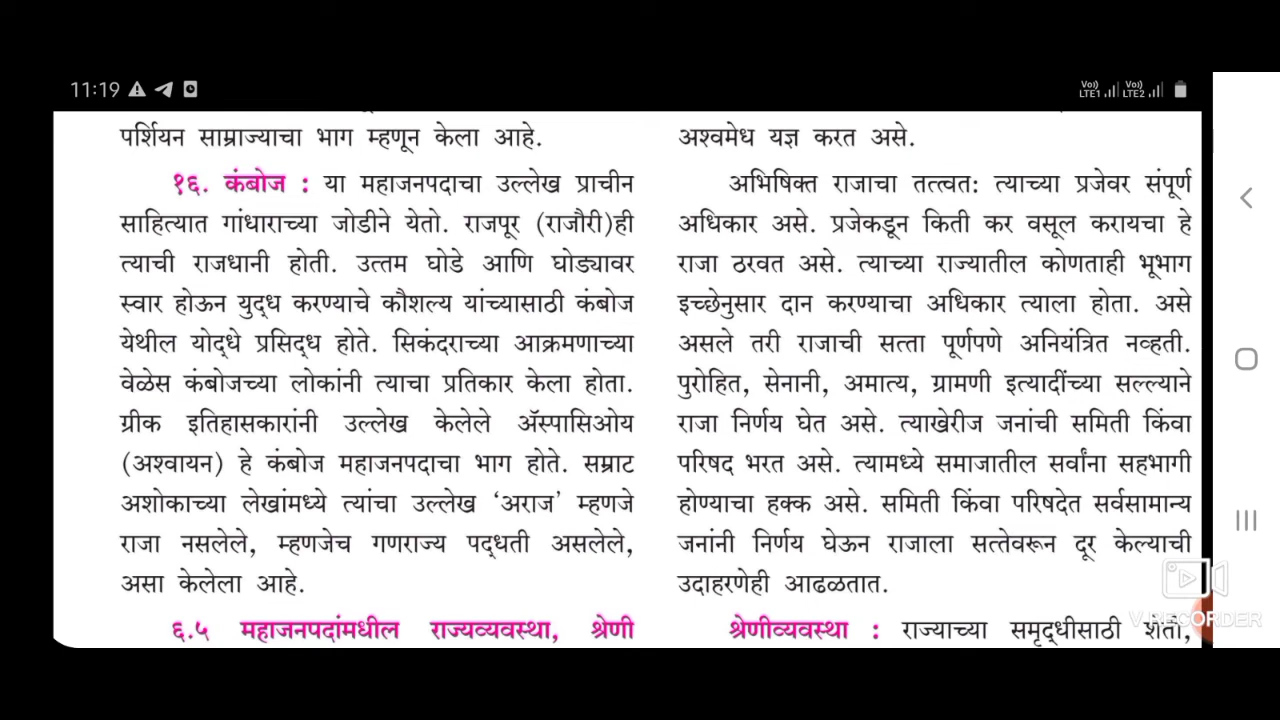 11:19
Vo) LTE1 Vo) LTE2
पर्शियन साम्राज्याचा भाग म्हणून केला आहे.
१६. कंबोज : या महाजनपदाचा उल्लेख प्राचीन
साहित्यात गांधाराच्या जोडीने येतो. राजपूर (राजौरी)ही
त्याची राजधानी होती. उत्तम घोडे आणि घोड्यावर
स्वार होऊन युद्ध करण्याचे कौशल्य यांच्यासाठी कंबोज
येथील योद्धे प्रसिद्ध होते. सिकंदराच्या आक्रमणाच्या
वेळेस कंबोजच्या लोकांनी त्याचा प्रतिकार केला होता.
ग्रीक इतिहासकारांनी उल्लेख केलेले ॲस्पासिओय
(अश्वायन) हे कंबोज महाजनपदाचा भाग होते. सम्राट
अशोकाच्या लेखांमध्ये त्यांचा उल्लेख ‘अराज’ म्हणजे
राजा नसलेले, म्हणजेच गणराज्य पद्धती असलेले,
असा केलेला आहे.
६.५ महाजनपदांमधील राज्यव्यवस्था, श्रेणी
अश्वमेध यज्ञ करत असे.
अभिषिक्त राजाचा तत्त्वत: त्याच्या प्रजेवर संपूर्ण
अधिकार असे. प्रजेकडून किती कर वसूल करायचा हे
राजा ठरवत असे. त्याच्या राज्यातील कोणताही भूभाग
इच्छेनुसार दान करण्याचा अधिकार त्याला होता. असे
असले तरी राजाची सत्ता पूर्णपणे अनियंत्रित नव्हती.
पुरोहित, सेनानी, अमात्य, ग्रामणी इत्यादींच्या सल्ल्याने
राजा निर्णय घेत असे. त्याखेरीज जनांची समिती किंवा
परिषद भरत असे. त्यामध्ये समाजातील सर्वांना सहभागी
होण्याचा हक्क असे. समिती किंवा परिषदेत सर्वसामान्य
जनांनी निर्णय घेऊन राजाला सत्तेवरून दूर केल्याची
उदाहरणेही आढळतात.
श्रेणीव्यवस्था : राज्याच्या समृद्धीसाठी शेती,
V.RECORDER